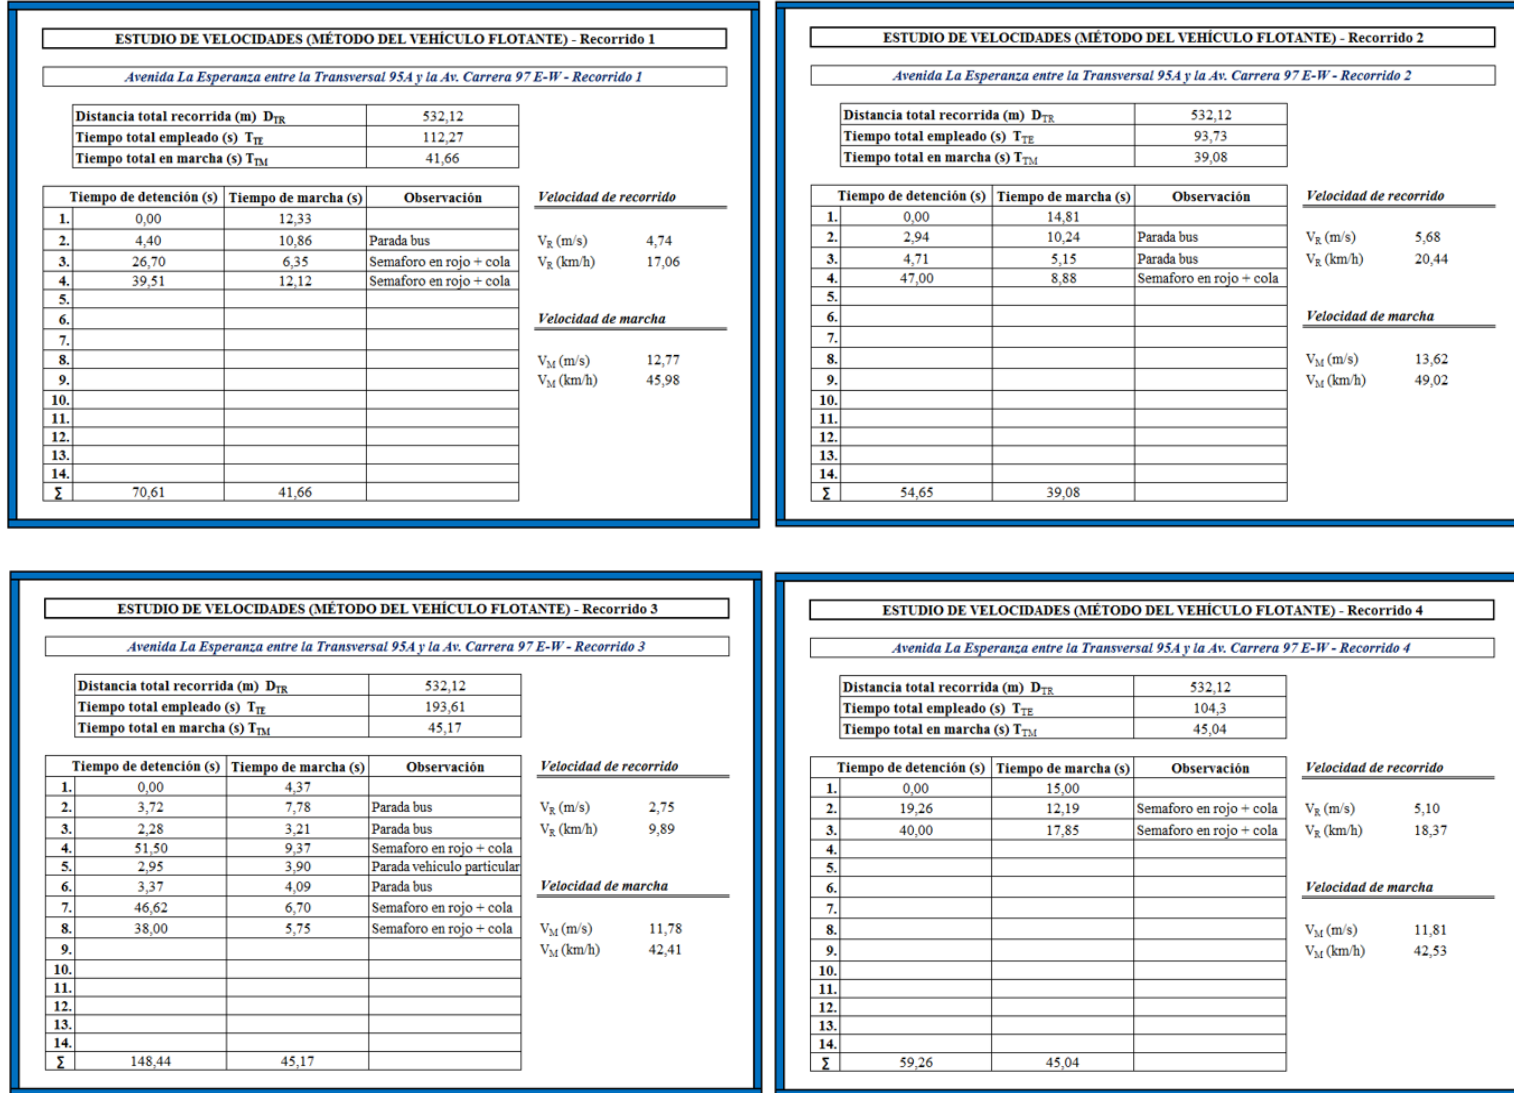 ESTUDIO DE VELOCIDADES (MÉTODO DEL VEHÍCULO FLOTANTE) - Recorrido 1
Avenida La Esperanza entre la Transversal 95A y la Av. Carrera 97 E-W - Recorrido 1
Distancia total recorrida (m) DTR 532,12
Tiempo total empleado (s) TTE 112,27
Tiempo total en marcha (s) TTM 41,66
Tiempo de detención (s) Tiempo de marcha (s) Observación
1. 0,00 12,33
2. 4,40 10,86 Parada bus
3. 26,70 6,35 Semaforo en rojo + cola
4. 39,51 12,12 Semaforo en rojo + cola
5.
6.
7.
8.
9.
10.
11.
12.
13.
14.
Σ 70,61 41,66
Velocidad de recorrido
VR (m/s) 4,74
VR (km/h) 17,06
Velocidad de marcha
VM (m/s) 12,77
VM (km/h) 45,98
ESTUDIO DE VELOCIDADES (MÉTODO DEL VEHÍCULO FLOTANTE) - Recorrido 2
Avenida La Esperanza entre la Transversal 95A y la Av. Carrera 97 E-W - Recorrido 2
Distancia total recorrida (m) DTR 532,12
Tiempo total empleado (s) TTE 93,73
Tiempo total en marcha (s) TTM 39,08
Tiempo de detención (s) Tiempo de marcha (s) Observación
1. 0,00 14,81
2. 2,94 10,24 Parada bus
3. 4,71 5,15 Parada bus
4. 47,00 8,88 Semaforo en rojo + cola
5.
6.
7.
8.
9.
10.
11.
12.
13.
14.
Σ 54,65 39,08
Velocidad de recorrido
VR (m/s) 5,68
VR (km/h) 20,44
Velocidad de marcha
VM (m/s) 13,62
VM (km/h) 49,02
ESTUDIO DE VELOCIDADES (MÉTODO DEL VEHÍCULO FLOTANTE) - Recorrido 3
Avenida La Esperanza entre la Transversal 95A y la Av. Carrera 97 E-W - Recorrido 3
Distancia total recorrida (m) DTR 532,12
Tiempo total empleado (s) TTE 193,61
Tiempo total en marcha (s) TTM 45,17
Tiempo de detención (s) Tiempo de marcha (s) Observación
1. 0,00 4,37
2. 3,72 7,78 Parada bus
3. 2,28 3,21 Parada bus
4. 51,50 9,37 Semaforo en rojo + cola
5. 2,95 3,90 Parada vehiculo particular
6. 3,37 4,09 Parada bus
7. 46,62 6,70 Semaforo en rojo + cola
8. 38,00 5,75 Semaforo en rojo + cola
9.
10.
11.
12.
13.
14.
Σ 148,44 45,17
Velocidad de recorrido
VR (m/s) 2,75
VR (km/h) 9,89
Velocidad de marcha
VM (m/s) 11,78
VM (km/h) 42,41
ESTUDIO DE VELOCIDADES (MÉTODO DEL VEHÍCULO FLOTANTE) - Recorrido 4
Avenida La Esperanza entre la Transversal 95A y la Av. Carrera 97 E-W - Recorrido 4
Distancia total recorrida (m) DTR 532,12
Tiempo total empleado (s) TTE 104,3
Tiempo total en marcha (s) TTM 45,04
Tiempo de detención (s) Tiempo de marcha (s) Observación
1. 0,00 15,00
2. 19,26 12,19 Semaforo en rojo + cola
3. 40,00 17,85 Semaforo en rojo + cola
4.
5.
6.
7.
8.
9.
10.
11.
12.
13.
14.
Σ 59,26 45,04
Velocidad de recorrido
VR (m/s) 5,10
VR (km/h) 18,37
Velocidad de marcha
VM (m/s) 11,81
VM (km/h) 42,53